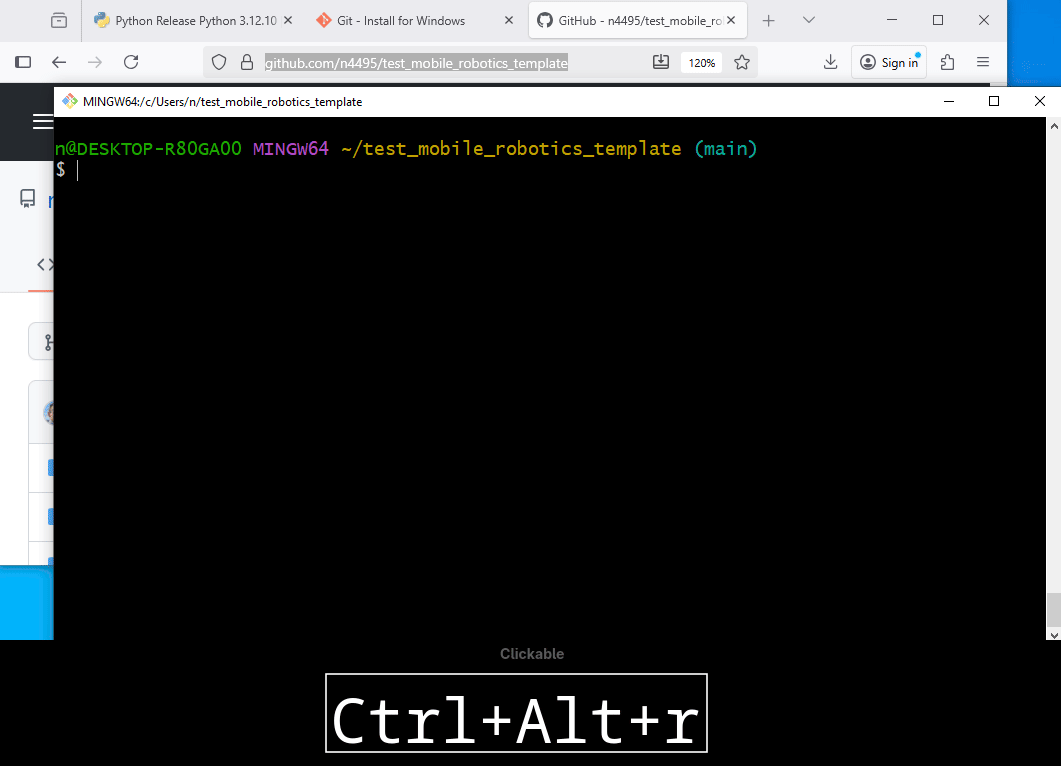 Python Release Python 3.12.10
Git - Install for Windows
GitHub - n4495/test_mobile_ro
github.com/n4495/test_mobile_robotics_template
120%
Sign in
MINGW64:/c/Users/n/test_mobile_robotics_template
n@DESKTOP-R8OGAOO MINGW64 ~/test_mobile_robotics_template (main)
$
Clickable
Ctrl+Alt+r